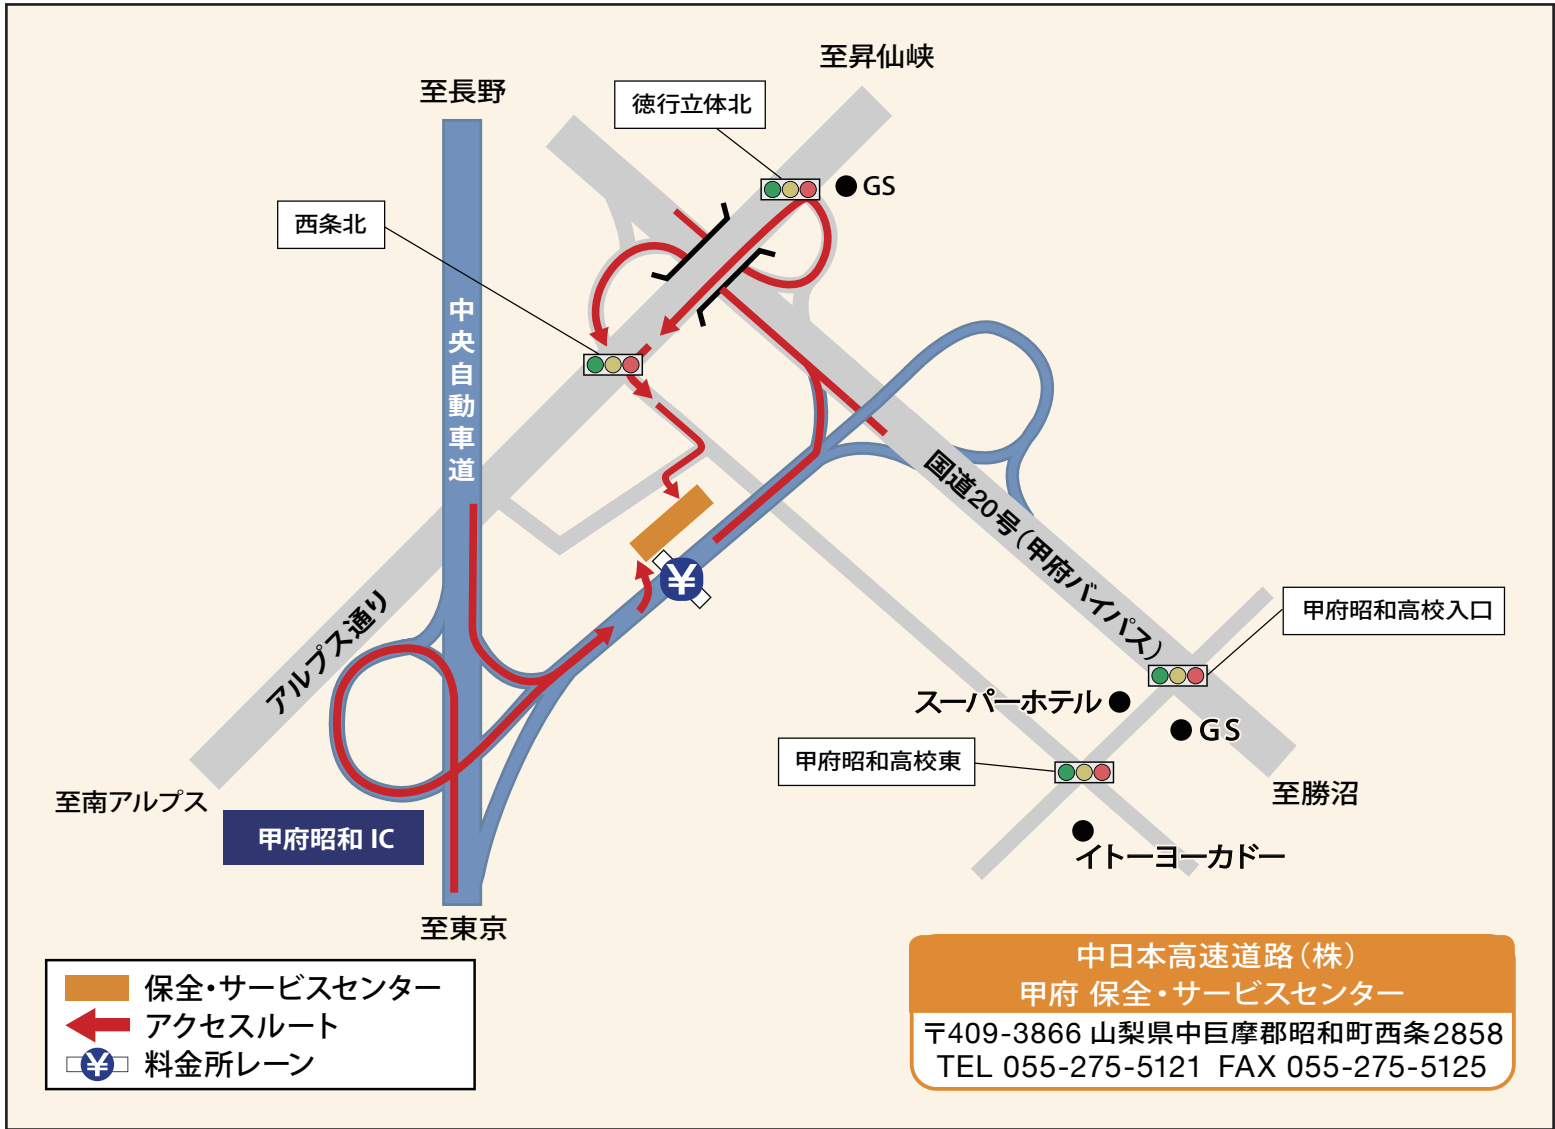 至昇仙峡
至長野
徳行立体北
GS
西条北
中央自動車道
国道20号(甲府バイパス)
アルプス通り
甲府昭和高校入口
スーパーホテル
GS
甲府昭和高校東
至勝沼
至南アルプス
甲府昭和 IC
イトーヨーカドー
至東京
保全・サービスセンター
アクセスルート
¥ 料金所レーン
¥
中日本高速道路(株)
甲府 保全・サービスセンター
〒409-3866 山梨県中巨摩郡昭和町西条2858
TEL 055-275-5121 FAX 055-275-5125